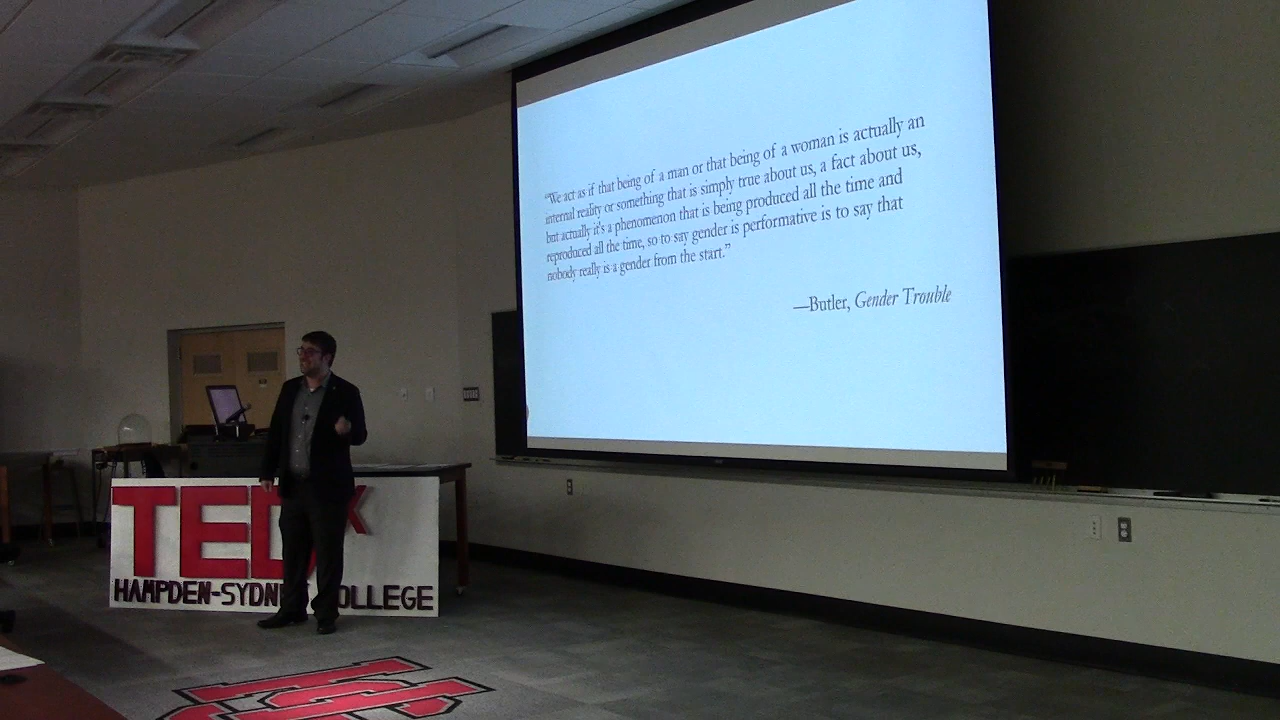 “We act as if that being of a man or that being of a woman is actually an
internal reality or something that is simply true about us, a fact about us,
but actually it's a phenomenon that is being produced all the time and
reproduced all the time, so to say gender is performative is to say that
nobody really is a gender from the start.”
—Butler, Gender Trouble
TEDx
HAMPDEN-SYDNEY COLLEGE